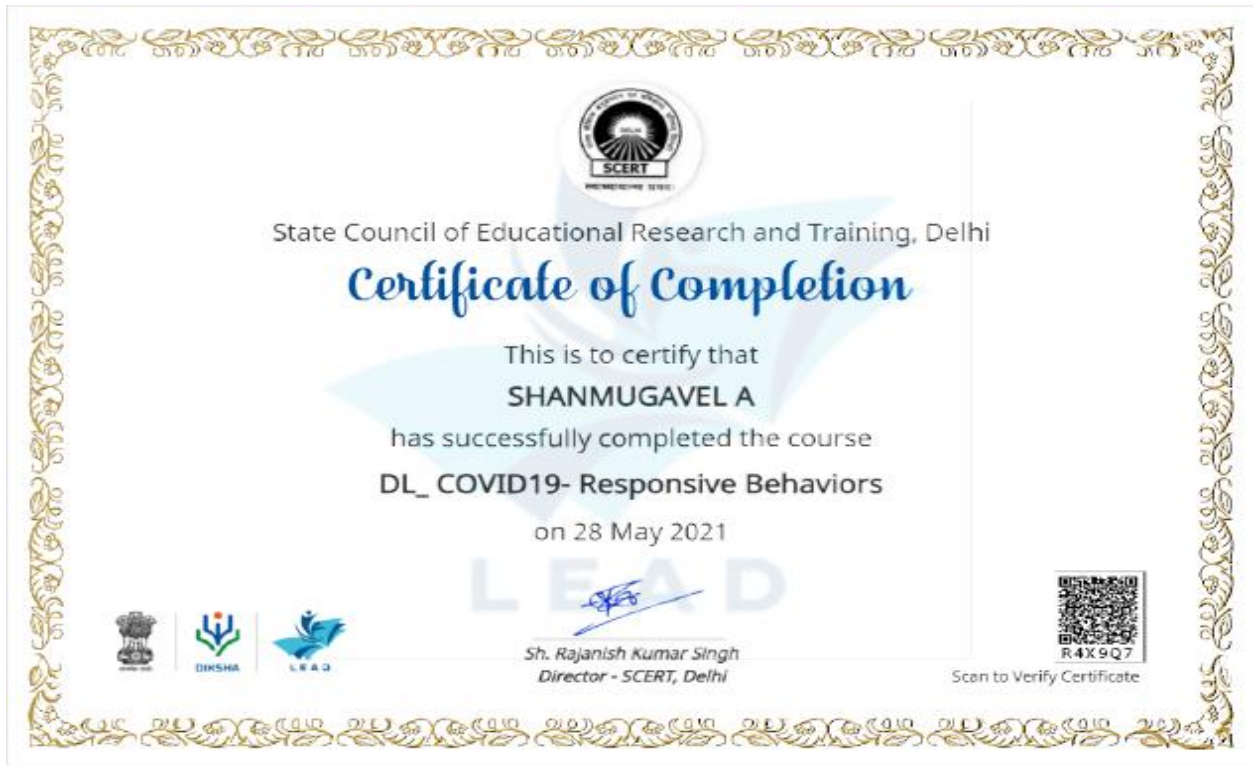 DELHI
SCERT
State Council of Educational Research and Training, Delhi
Certificate of Completion
This is to certify that
SHANMUGAVEL A
has successfully completed the course
DL_ COVID19- Responsive Behaviors
on 28 May 2021
LEAD
DIKSHA
LEAD
Sh. Rajanish Kumar Singh
Director - SCERT, Delhi
R4X9Q7
Scan to Verify Certificate